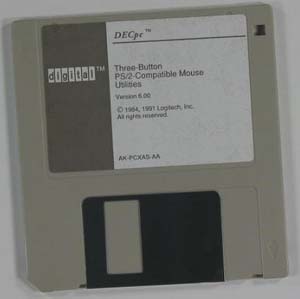 DECpc™
digital™
Three-Button
PS/2-Compatible Mouse
Utilities
Version 6.00
© 1984, 1991 Logitech, Inc.
All rights reserved.
AK-PCXAS-AA